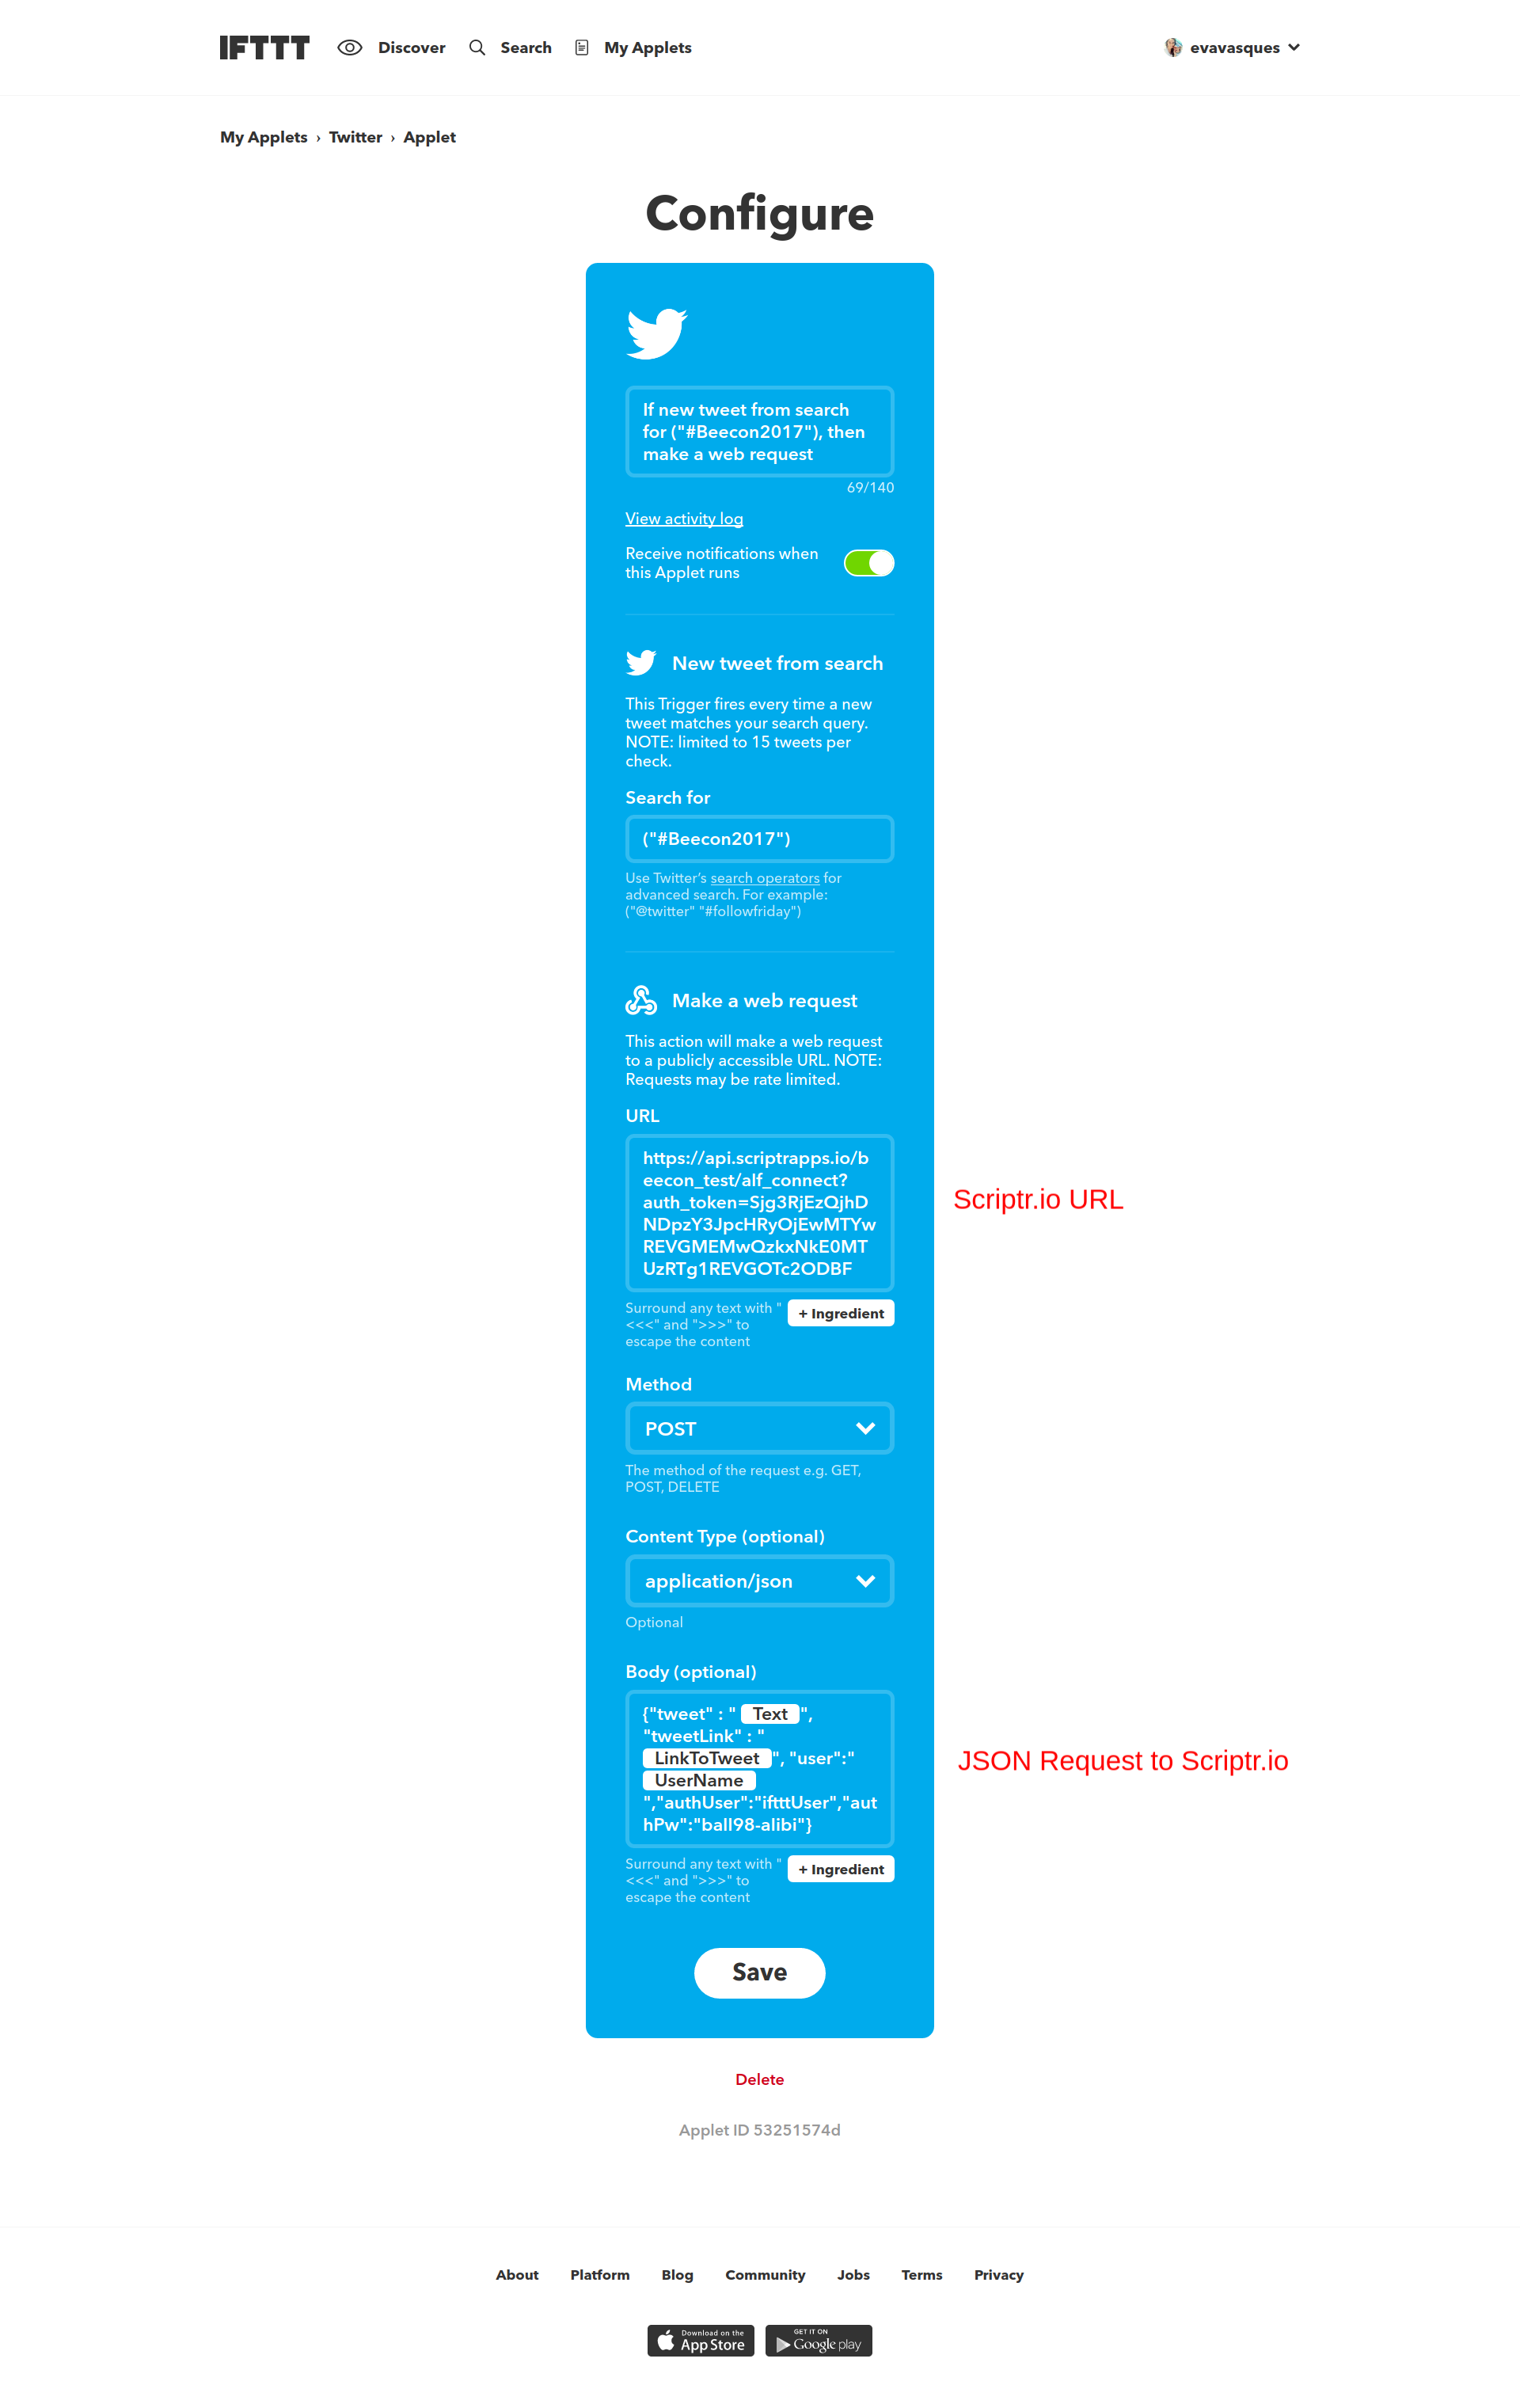 IFTTT Discover Search My Applets evavasques
My Applets › Twitter › Applet
Configure
If new tweet from search
for ("#Beecon2017"), then
make a web request
69/140
View activity log
Receive notifications when
this Applet runs
New tweet from search
This Trigger fires every time a new
tweet matches your search query.
NOTE: limited to 15 tweets per
check.
Search for
("#Beecon2017")
Use Twitter's search operators for
advanced search. For example:
("@twitter" "#followfriday")
Make a web request
This action will make a web request
to a publicly accessible URL. NOTE:
Requests may be rate limited.
URL
https://api.scriptrapps.io/b
eecon_test/alf_connect?
auth_token=Sjg3RjEzQjhD
NDpzY3JpcHRyOjEwMTYw
REVGMEMwQzkxNkE0MT
UzRTg1REVGOTc2ODBF
Scriptr.io URL
Surround any text with "
<<<" and ">>>" to
escape the content
+ Ingredient
Method
POST
The method of the request e.g. GET,
POST, DELETE
Content Type (optional)
application/json
Optional
Body (optional)
{"tweet" : " Text ",
"tweetLink" : "
LinkToTweet ", "user":"
UserName
","authUser":"iftttUser","aut
hPw":"ball98-alibi"}
JSON Request to Scriptr.io
Surround any text with "
<<<" and ">>>" to
escape the content
+ Ingredient
Save
Delete
Applet ID 53251574d
About Platform Blog Community Jobs Terms Privacy
Download on the
App Store
GET IT ON
Google play